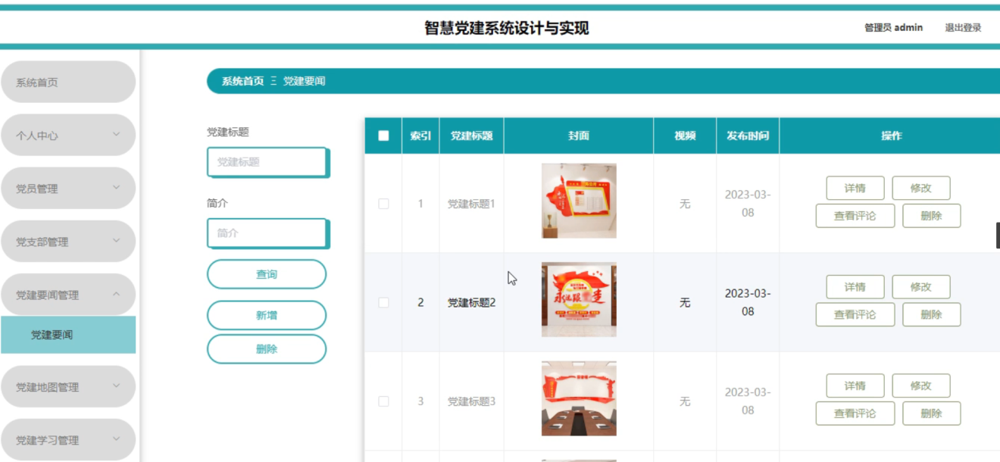 智慧党建系统设计与实现
管理员 admin
退出登录
系统首页
个人中心
党员管理
党支部管理
党建要闻管理
党建要闻
党建地图管理
党建学习管理
系统首页 Ξ 党建要闻
党建标题
党建标题
简介
简介
查询
新增
删除
索引 党建标题 封面 视频 发布时间 操作
1 党建标题1 无 2023-03-08 详情 修改 查看评论 删除
2 党建标题2 无 2023-03-08 详情 修改 查看评论 删除
3 党建标题3 无 2023-03-08 详情 修改 查看评论 删除